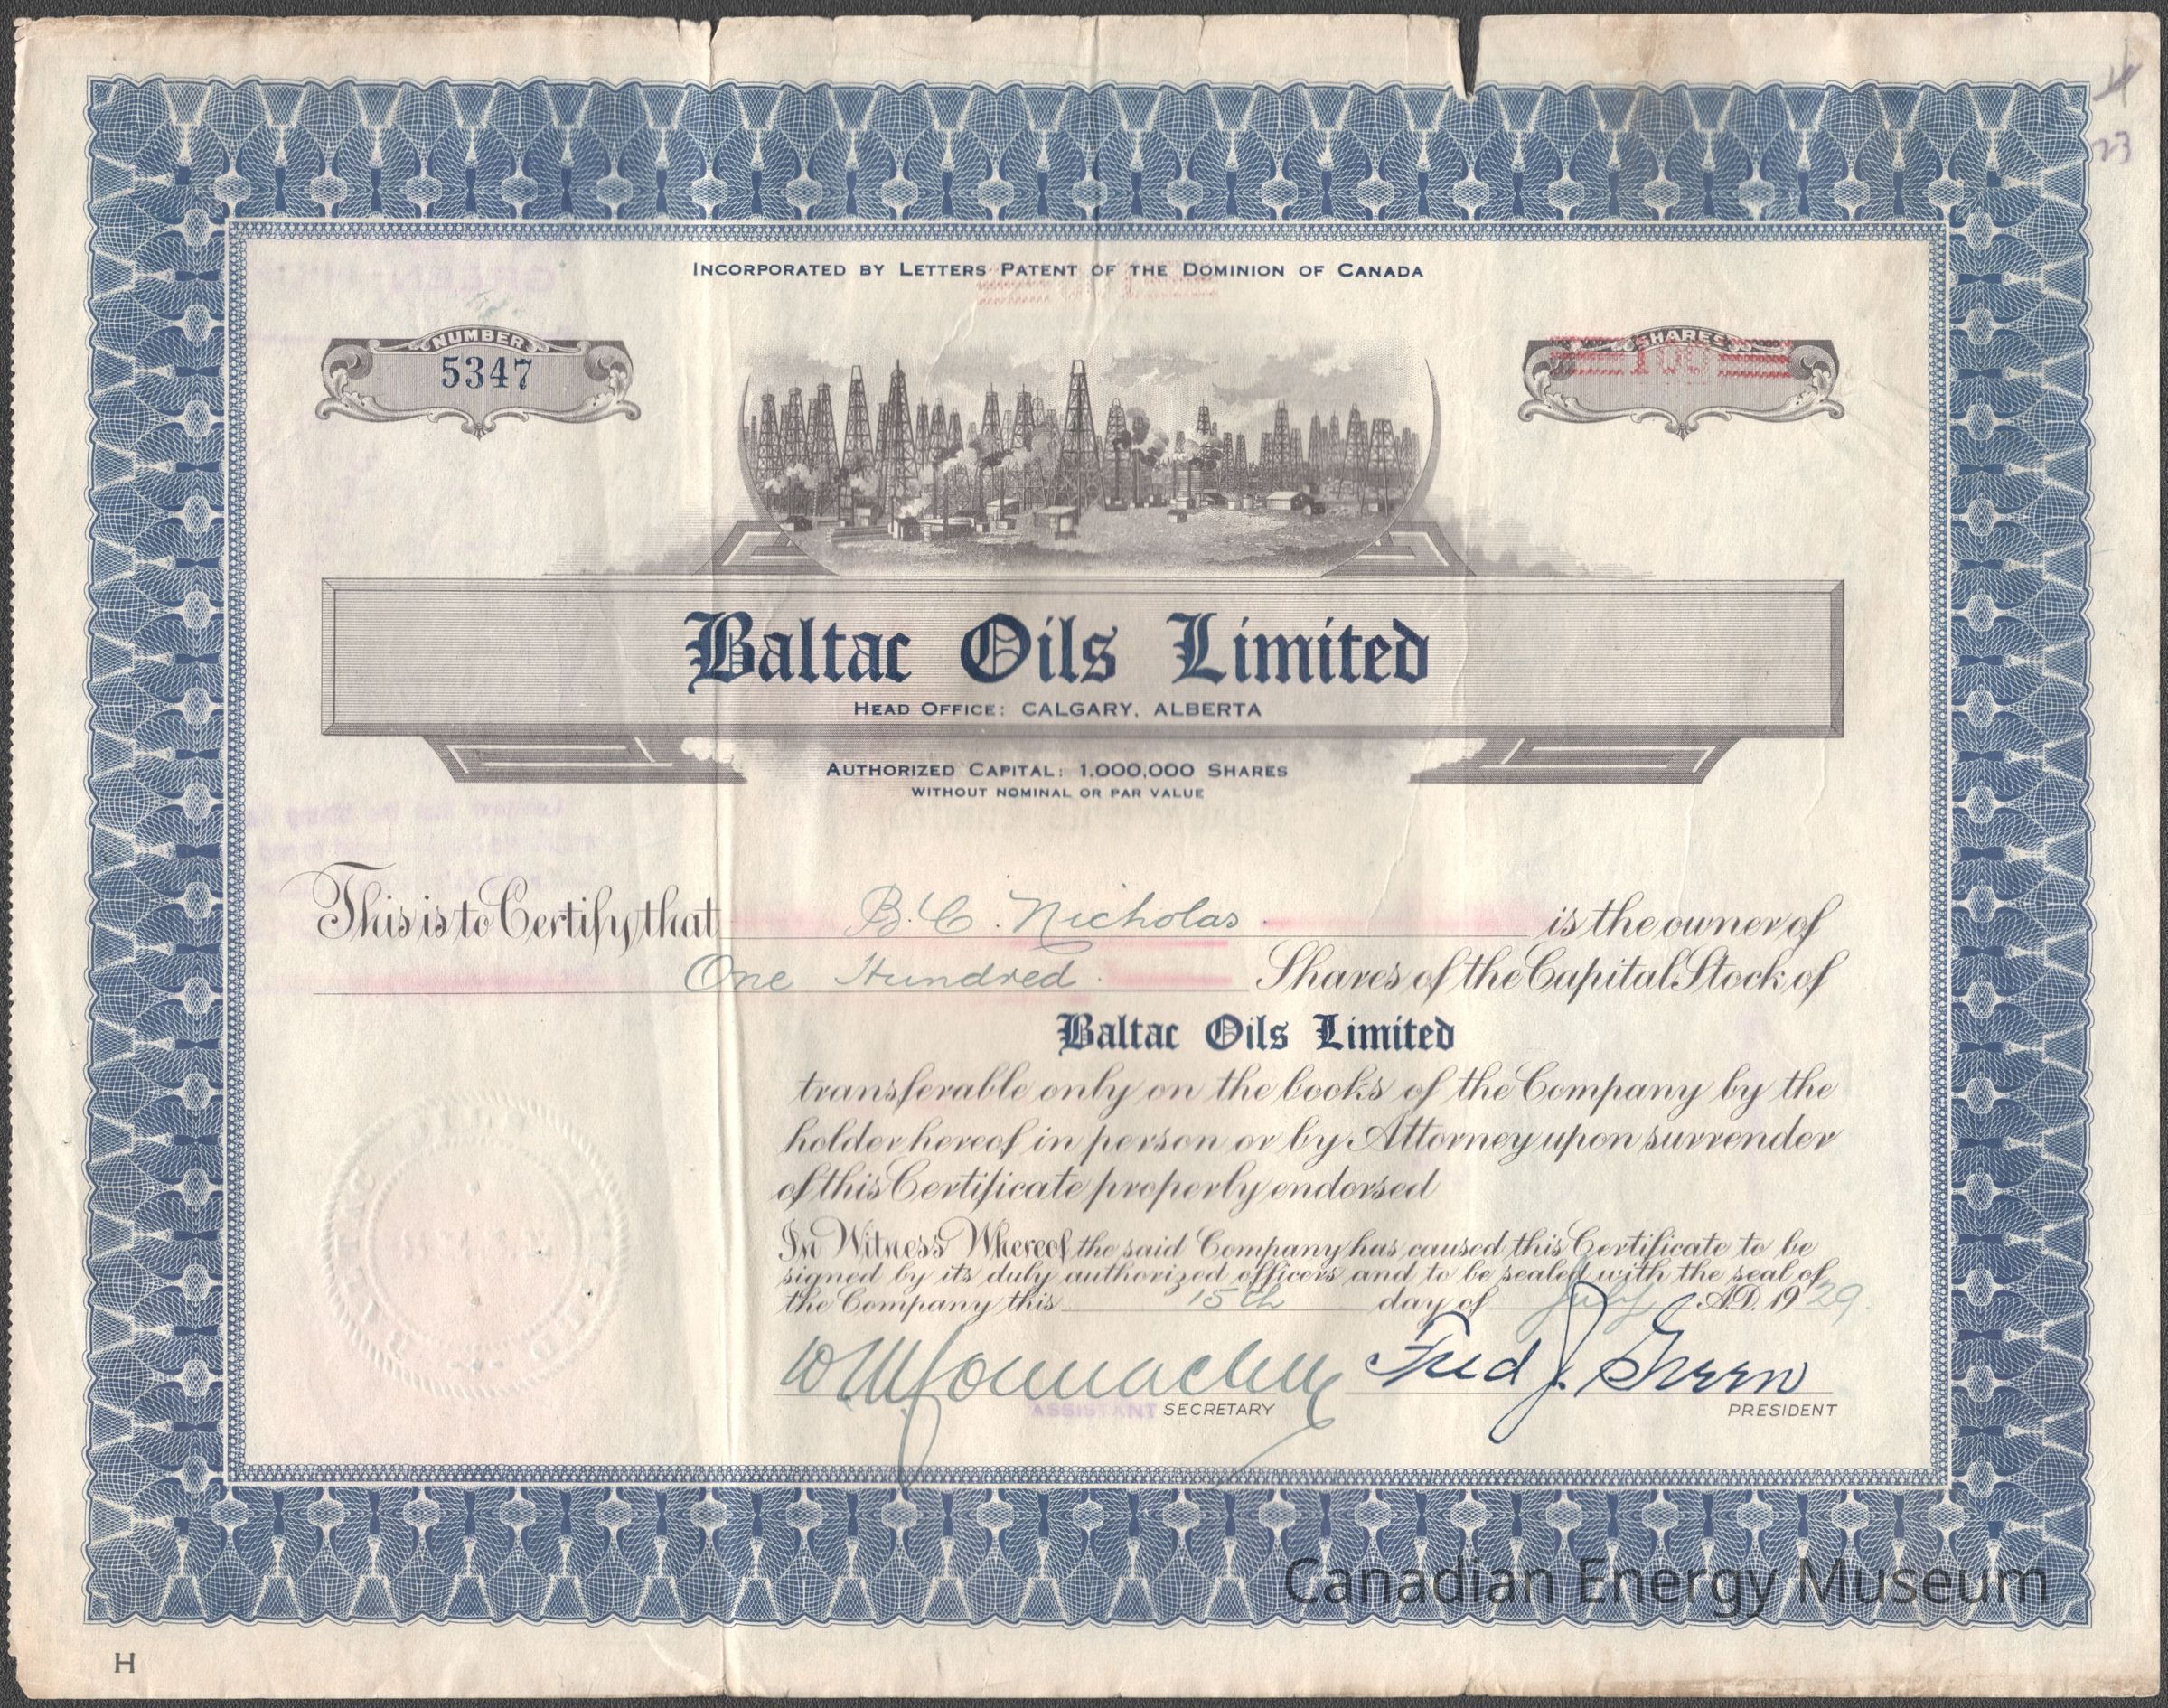 INCORPORATED BY LETTERS PATENT OF THE DOMINION OF CANADA
NUMBER
5347
SHARES
100
Baltac Oils Limited
HEAD OFFICE: CALGARY, ALBERTA
AUTHORIZED CAPITAL: 1,000,000 SHARES
WITHOUT NOMINAL OR PAR VALUE
This is to Certify that B. C. Nicholas is the owner of
One Hundred Shares of the Capital Stock of
Baltac Oils Limited
transferable only on the books of the Company by the
holder hereof in person or by Attorney upon surrender
of this Certificate properly endorsed
In Witness Whereof the said Company has caused this Certificate to be
signed by its duly authorized officers and to be sealed with the seal of
the Company this 15th day of July A.D. 1929.
Fred J. Green
ASSISTANT SECRETARY
PRESIDENT
Canadian Energy Museum
H
23